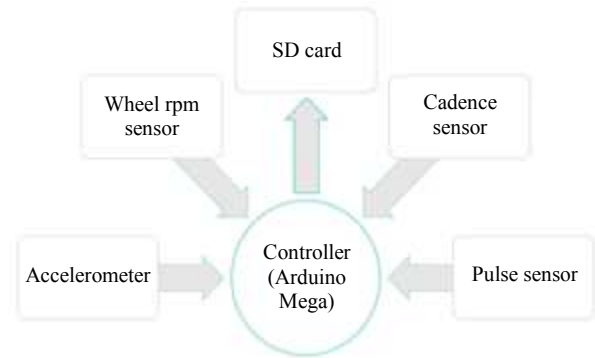 SD card
Wheel rpm
sensor
Cadence
sensor
Accelerometer
Controller
(Arduino
Mega)
Pulse sensor